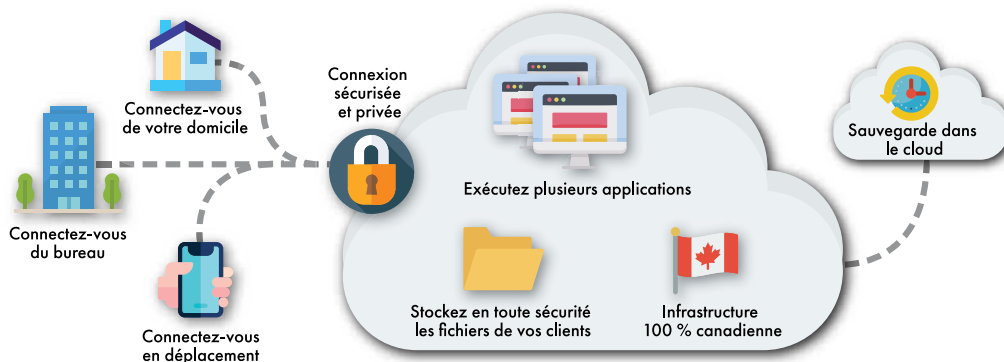 Connectez-vous
de votre domicile
Connectez-vous
du bureau
Connectez-vous
en déplacement
Connexion
sécurisée
et privée
Exécutez plusieurs applications
Stockez en toute sécurité
les fichiers de vos clients
Infrastructure
100 % canadienne
Sauvegarde dans
le cloud